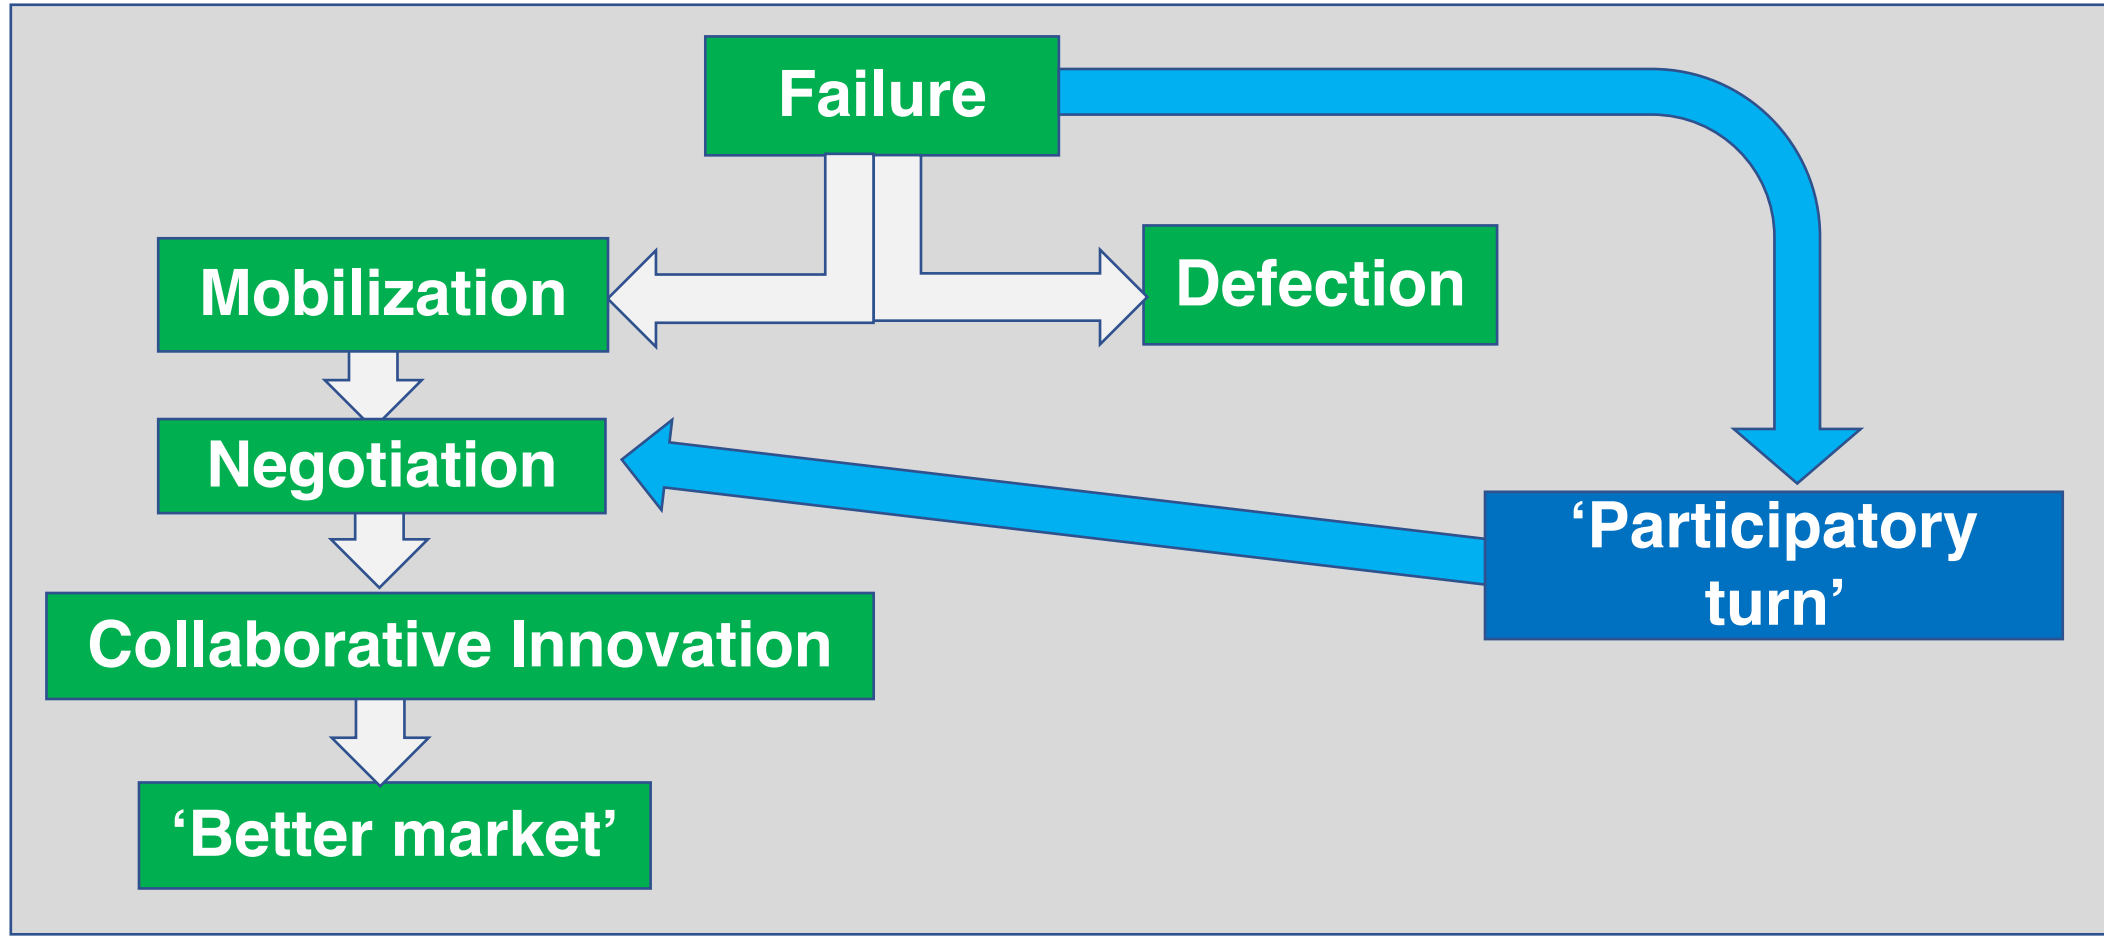 Failure
Mobilization
Defection
Negotiation
‘Participatory
turn’
Collaborative Innovation
‘Better market’